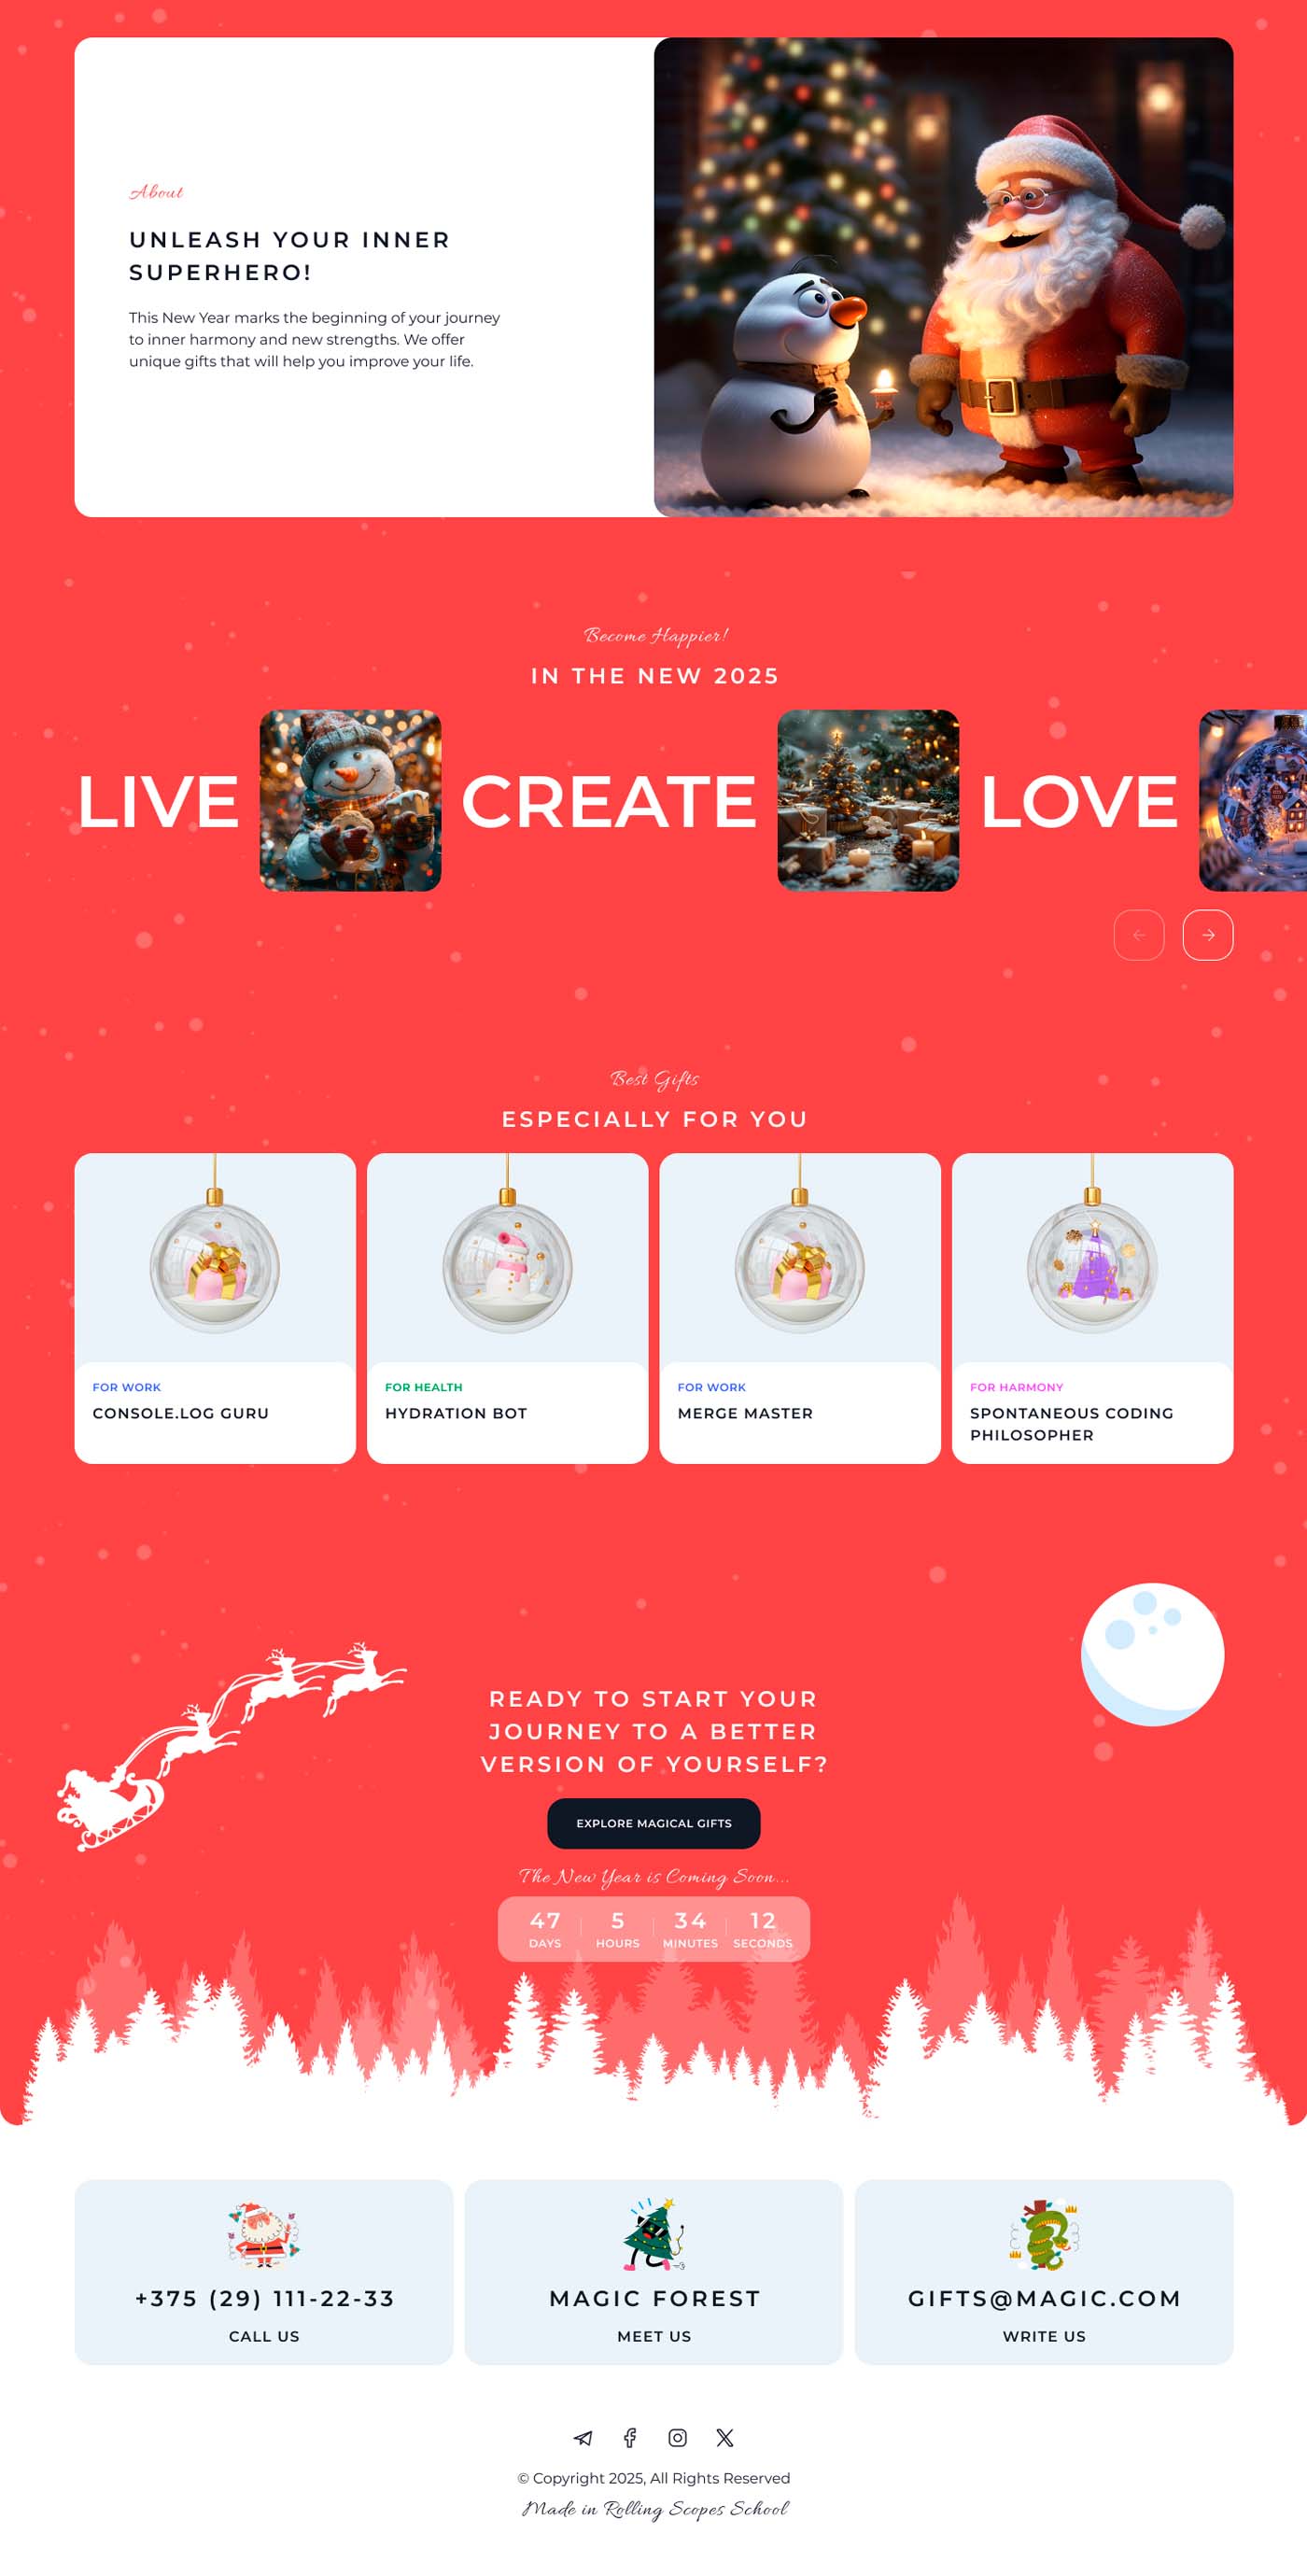 About
UNLEASH YOUR INNER
SUPERHERO!
This New Year marks the beginning of your journey
to inner harmony and new strengths. We offer
unique gifts that will help you improve your life.
Become Happier!
IN THE NEW 2025
LIVE CREATE LOVE
Best Gifts
ESPECIALLY FOR YOU
FOR WORK
CONSOLE.LOG GURU
FOR HEALTH
HYDRATION BOT
FOR WORK
MERGE MASTER
FOR HARMONY
SPONTANEOUS CODING
PHILOSOPHER
READY TO START YOUR
JOURNEY TO A BETTER
VERSION OF YOURSELF?
EXPLORE MAGICAL GIFTS
The New Year is Coming Soon...
47 5 34 12
DAYS HOURS MINUTES SECONDS
+375 (29) 111-22-33
CALL US
MAGIC FOREST
MEET US
GIFTS@MAGIC.COM
WRITE US
© Copyright 2025, All Rights Reserved
Made in Rolling Scopes School